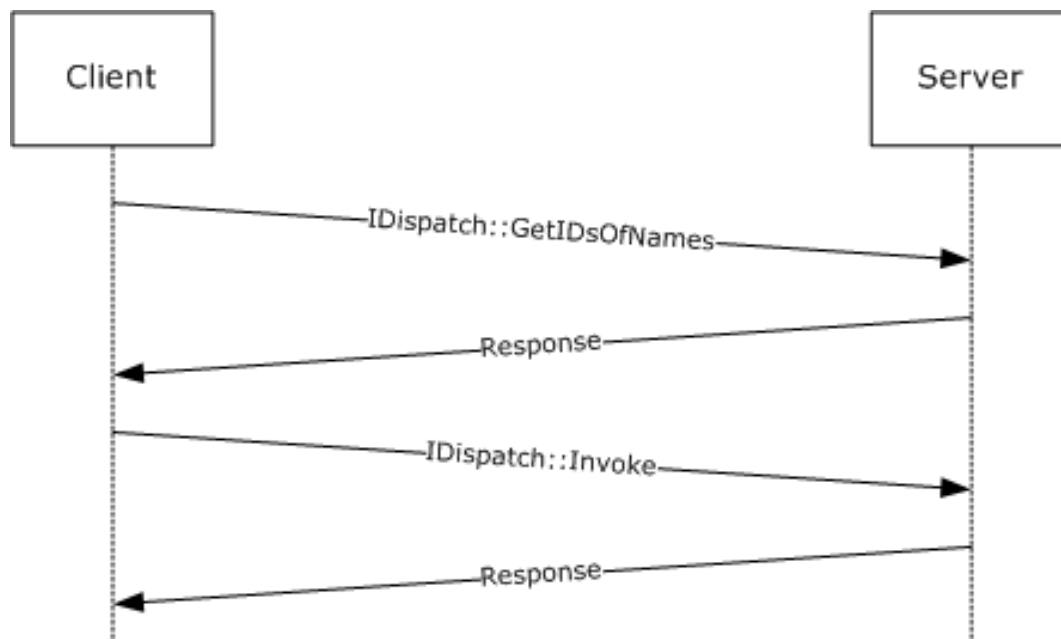 Client
Server
IDispatch::GetIDsOfNames
Response
IDispatch::Invoke
Response